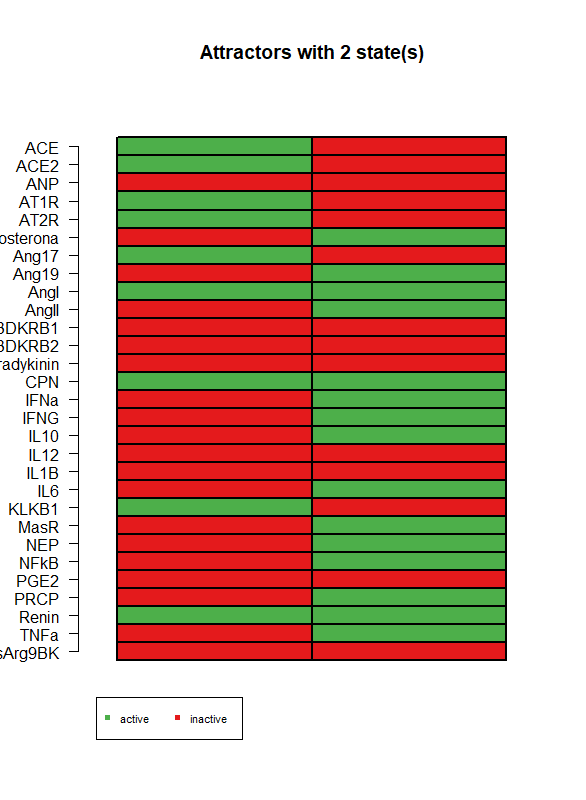 Attractors with 2 state(s)
ACE
ACE2
ANP
AT1R
AT2R
osterona
Ang17
Ang19
AngI
AngII
BDKRB1
BDKRB2
radykinin
CPN
IFNa
IFNG
IL10
IL12
IL1B
IL6
KLKB1
MasR
NEP
NFkB
PGE2
PRCP
Renin
TNFa
sArg9BK
active inactive